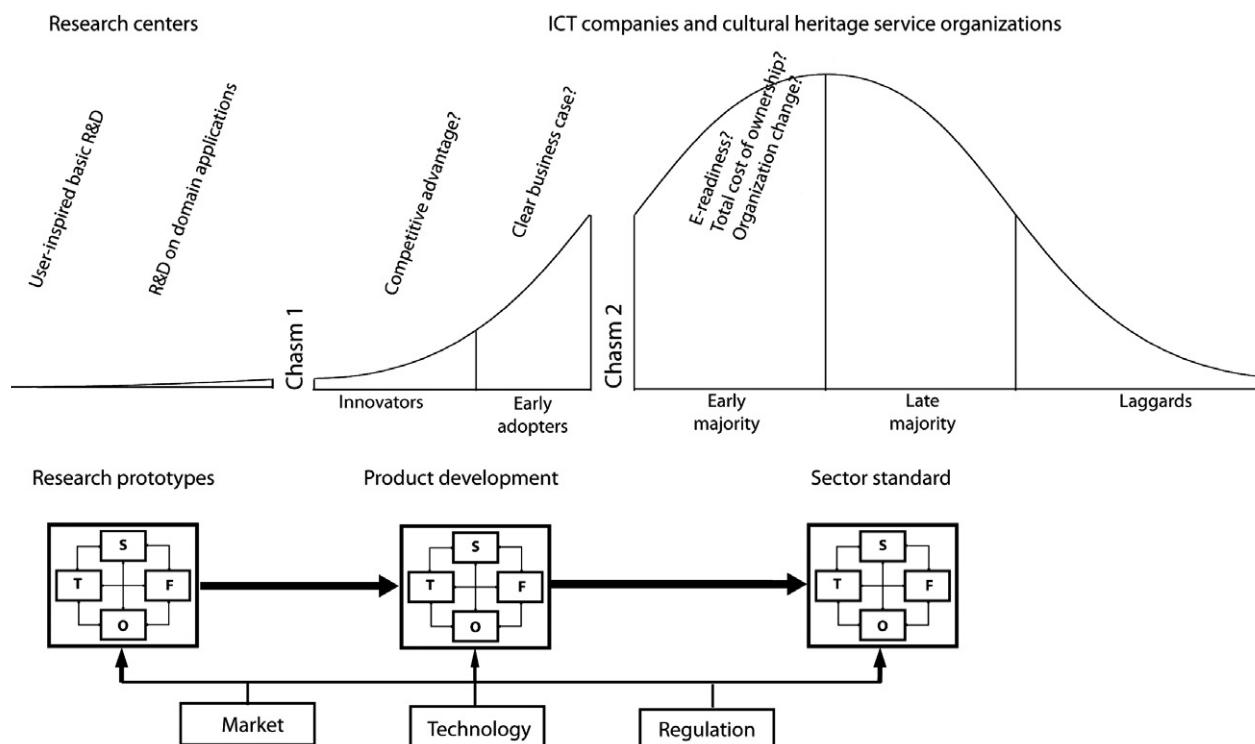 Research centers
ICT companies and cultural heritage service organizations
User-inspired basic R&D
R&D on domain applications
Competitive advantage?
Clear business case?
E-readiness?
Total cost of ownership?
Organization change?
Chasm 1
Chasm 2
Innovators
Early
adopters
Early
majority
Late
majority
Laggards
Research prototypes
Product development
Sector standard
S
T
F
O
S
T
F
O
S
T
F
O
Market
Technology
Regulation